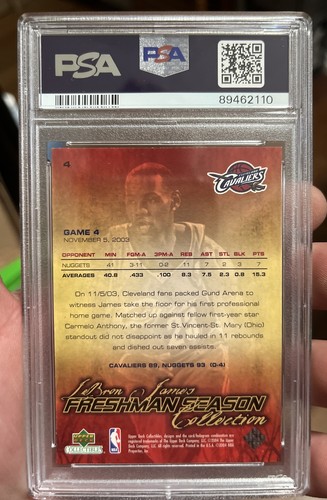 PSA
PSA
89462110
4
CAVALIERS
GAME 4
NOVEMBER 5, 2003
OPPONENT MIN FGM-A 3PM-A REB AST STL BLK PTS
NUGGETS 41 3-11 0-2 11 7 2 3 7
AVERAGES 40.8 .433 .100 8.3 7.5 2.3 0.8 15.3
On 11/5/03, Cleveland fans packed Gund Arena to
witness James take the floor for his first professional
home game. Matched up against fellow first-year star
Carmelo Anthony, the former St.Vincent-St. Mary (Ohio)
standout did not disappoint as he hauled in 11 rebounds
and dished out seven assists.
CAVALIERS 89, NUGGETS 93 (0-4)
LeBron James
FRESHMAN SEASON
Collection
UPPER DECK
COLLECTIBLES
NBA